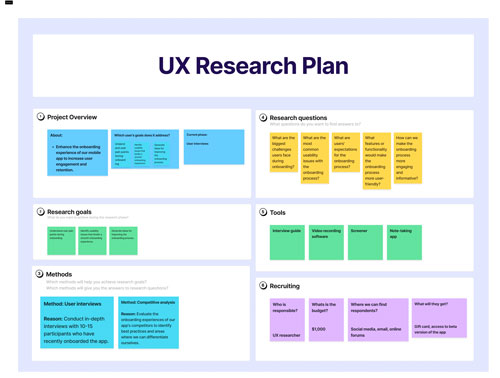 UX Research Plan
1
Project Overview
About:
Enhance the onboarding
experience of our mobile
app to increase user
engagement and
retention.
Which user's goals does it address?
Current phase:
User interviews
2
Research goals
3
Methods
Which methods will help you achieve research goals?
Which methods will give you the answers to research questions?
Method: User interviews
Reason: Conduct in-depth
interviews with 10-15
participants who have
recently onboarded the app.
Method: Competitive analysis
Reason: Evaluate the
onboarding experiences of our
app's competitors to identify
best practices and areas
where we can differentiate
ourselves.
4
Research questions
What questions do you want to find answers to?
What are the
biggest
challenges
users face
during
onboarding?
What are the
most
common
usability issues
with the
onboarding
process?
What are
users'
expectations
for the
onboarding
process?
What
features or
functionality
would make
the
onboarding
process
more user-
friendly?
How can we
make the
onboarding
process
more
engaging
and
informative?
5
Tools
Interview guide
Video recording
software
Screener
Note-taking
app
6
Recruiting
Who is
responsible?
UX researcher
Whats is the
budget?
$1,000
Where we can find
respondents?
Social media, email, online
forums
What will they get?
Gift card, access to beta
version of the app